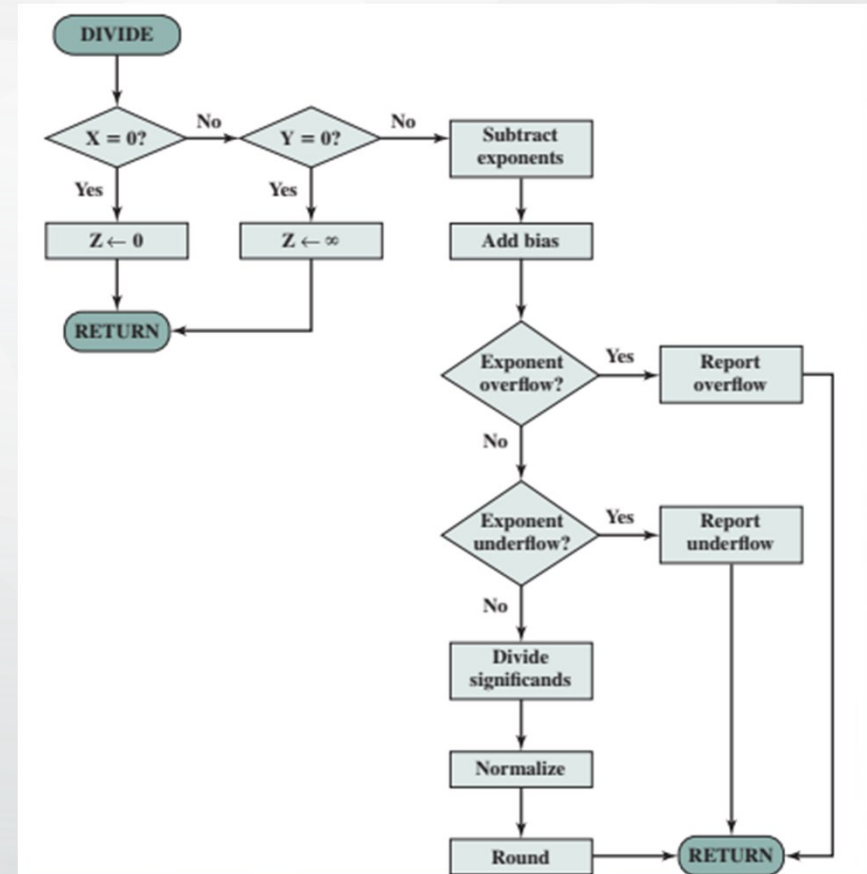 DIVIDE
X = 0?
No
Y = 0?
No
Subtract
exponents
Yes
Yes
Z ← 0
Z ← ∞
Add bias
RETURN
Exponent
overflow?
Yes
Report
overflow
No
Exponent
underflow?
Yes
Report
underflow
No
Divide
significands
Normalize
Round
RETURN